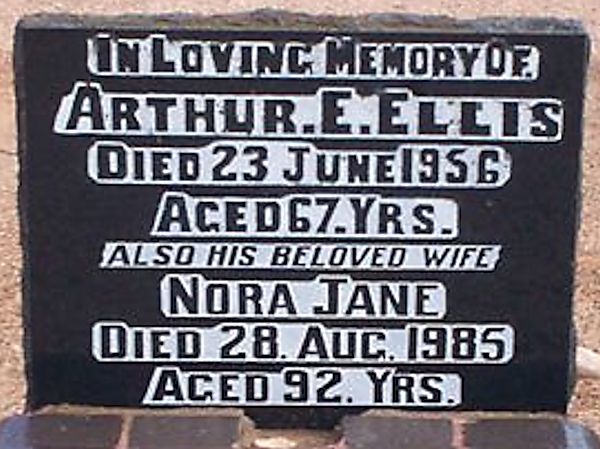 IN LOVING MEMORY OF.
ARTHUR. E. ELLIS
DIED 23 JUNE 1956
AGED 67. YRS.
ALSO HIS BELOVED WIFE
NORA JANE
DIED 28. AUG. 1985
AGED 92. YRS.